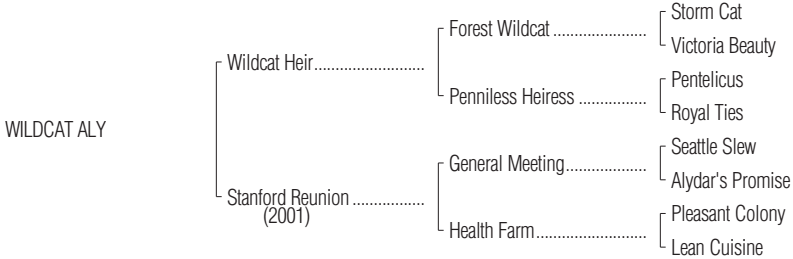 Storm Cat
Forest Wildcat ......................
Victoria Beauty
Wildcat Heir..........................
Pentelicus
Penniless Heiress ................
Royal Ties
WILDCAT ALY
Seattle Slew
General Meeting...................
Alydar's Promise
Stanford Reunion .................
(2001)
Pleasant Colony
Health Farm..........................
Lean Cuisine